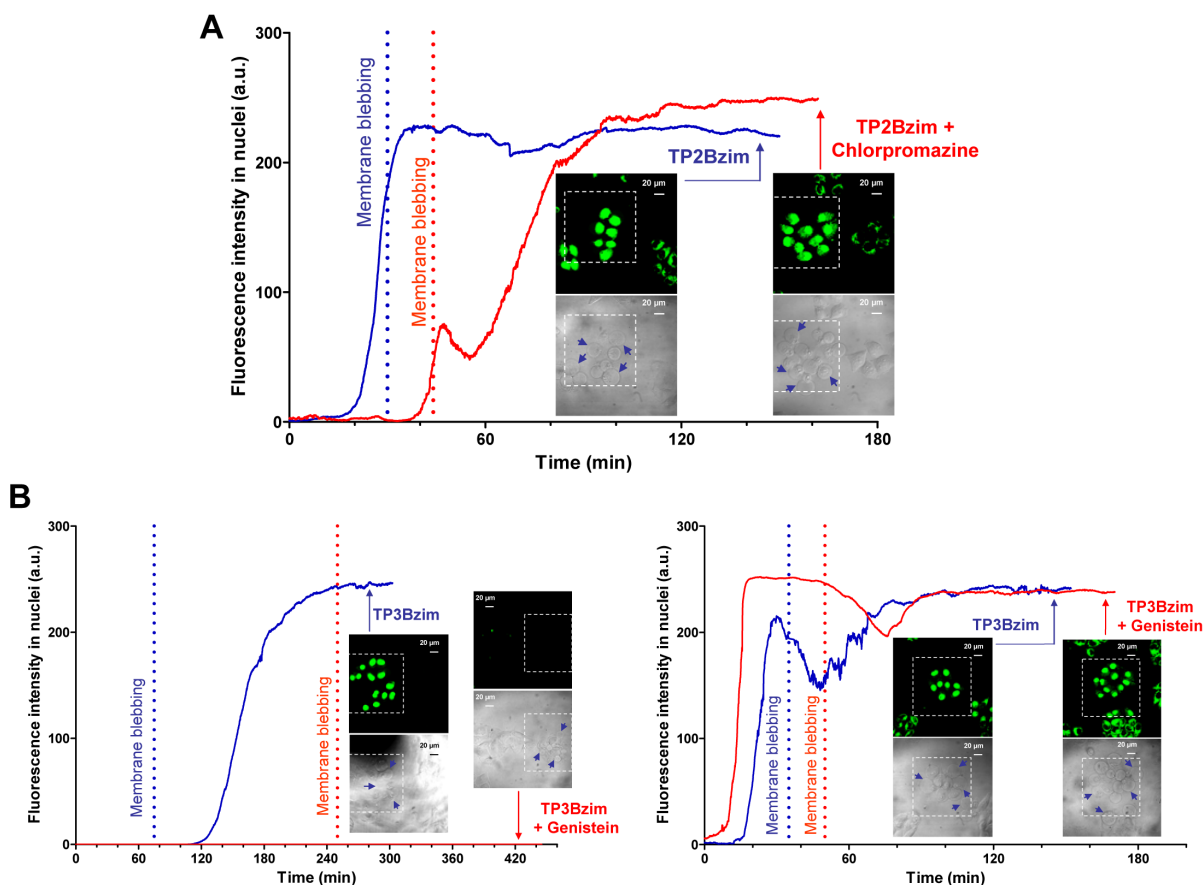 A
Fluorescence intensity in nuclei (a.u.)
300
200
100
0
Membrane blebbing
Membrane blebbing
TP2Bzim
TP2Bzim +
Chlorpromazine
20 µm
20 µm
20 µm
20 µm
0
60
120
180
Time (min)
B
Fluorescence intensity in nuclei (a.u.)
300
200
100
0
Membrane blebbing
Membrane blebbing
TP3Bzim
20 µm
20 µm
20 µm
20 µm
TP3Bzim
+ Genistein
0
60
120
180
240
300
360
420
Time (min)
Fluorescence intensity in nuclei (a.u.)
300
200
100
0
Membrane blebbing
Membrane blebbing
TP3Bzim
TP3Bzim
+ Genistein
20 µm
20 µm
20 µm
20 µm
0
60
120
180
Time (min)